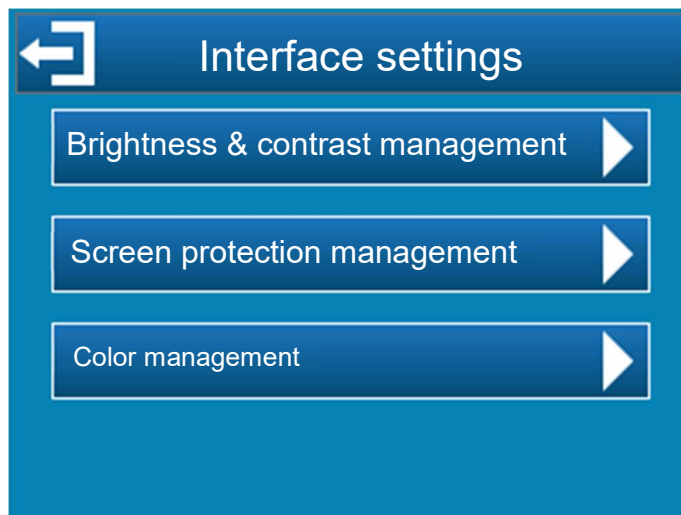 Interface settings
Brightness & contrast management
Screen protection management
Color management